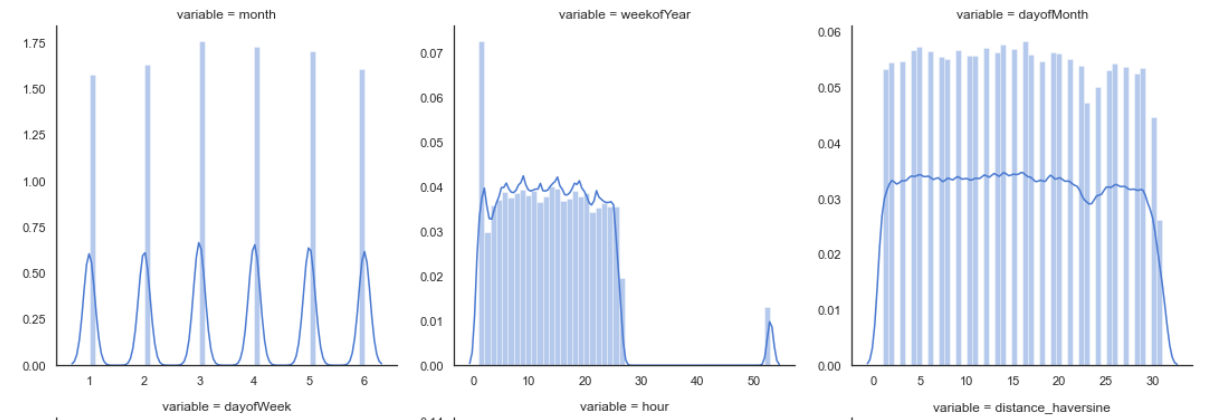 variable = month
variable = weekofYear
variable = dayofMonth
1.75
1.50
1.25
1.00
0.75
0.50
0.25
0.00
1 2 3 4 5 6
0.07
0.06
0.05
0.04
0.03
0.02
0.01
0.00
0 10 20 30 40 50
0.06
0.05
0.04
0.03
0.02
0.01
0.00
0 5 10 15 20 25 30
variable = dayofWeek
variable = hour
variable = distance_haversine